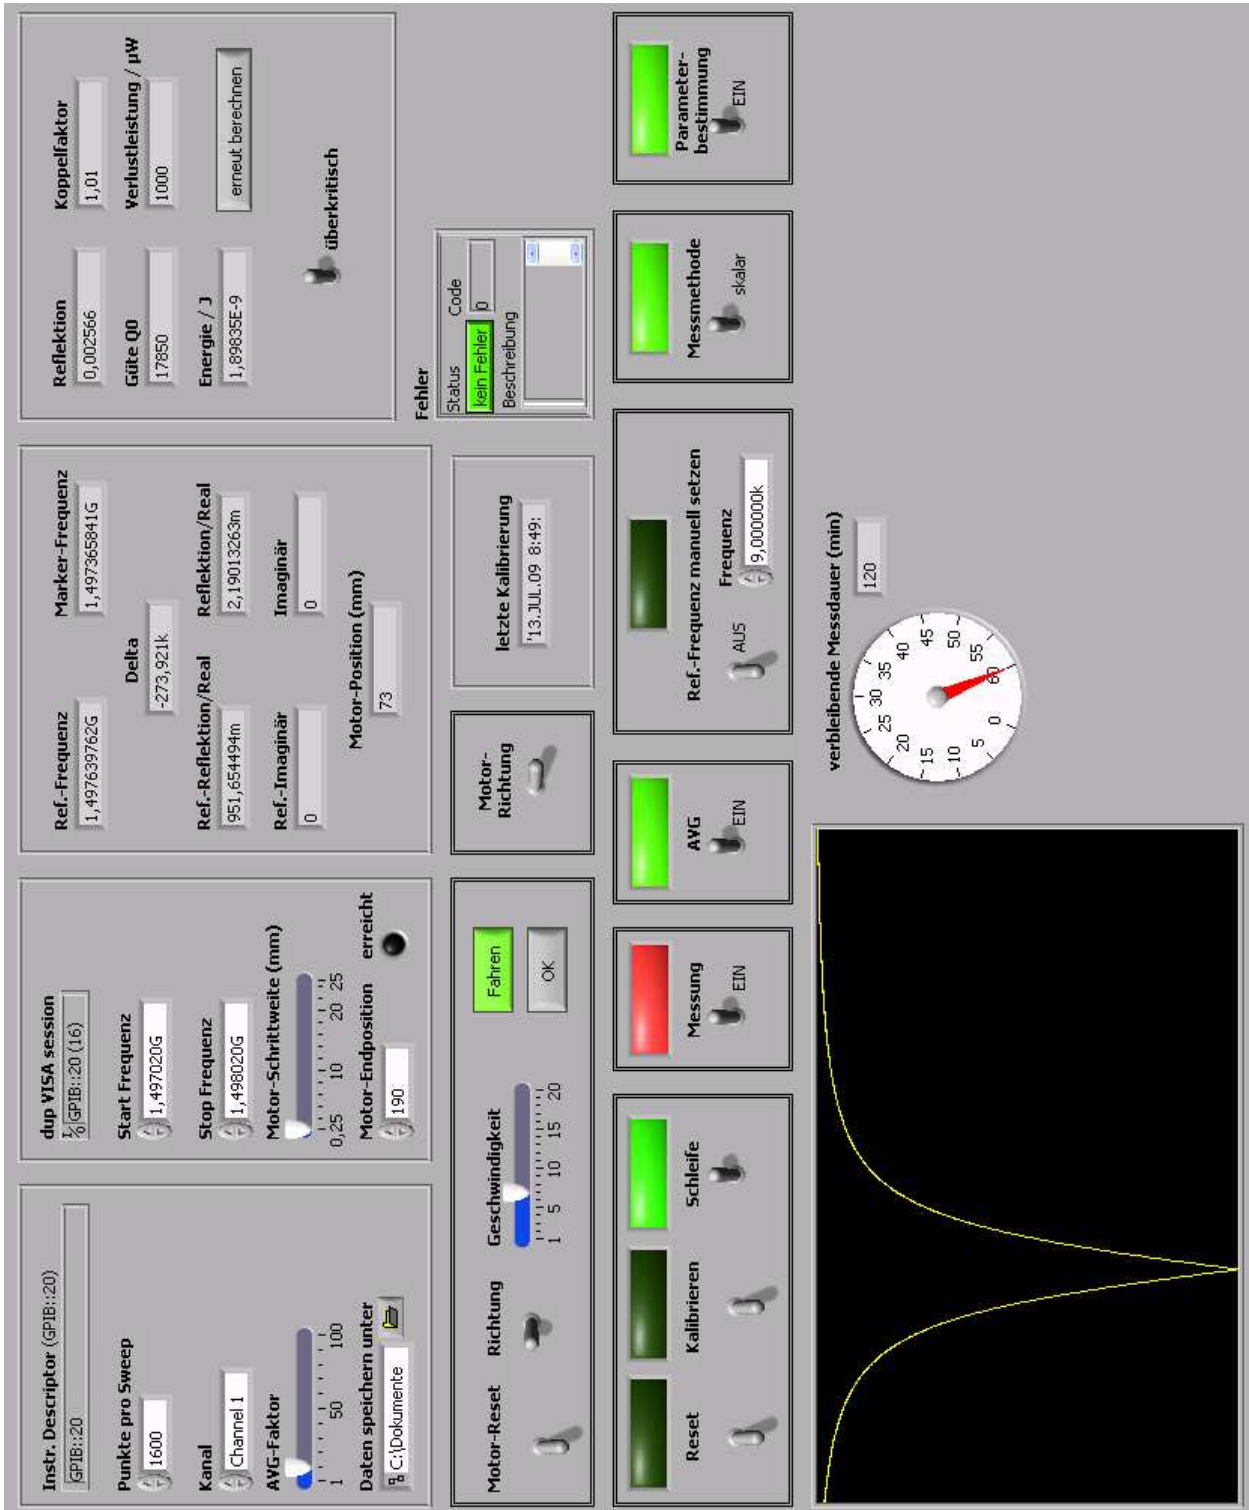 Instr. Descriptor (GPIB::20)
GPIB::20
Punkte pro Sweep
1600
Kanal
Channel 1
AVG-Faktor
1 50 100
Daten speichern unter
C:\Dokumente
dup VISA session
GPIB::20 (16)
Start Frequenz
1,497020G
Stop Frequenz
1,498020G
Motor-Schrittweite (mm)
0,25 10 20 25
Motor-Endposition erreicht
190
Ref.-Frequenz Marker-Frequenz
1,497639762G 1,497365841G
Delta
-273,921k
Ref.-Reflektion/Real Reflektion/Real
951,654494m 2,19013263m
Ref.-Imaginär Imaginär
0 0
Motor-Position (mm)
73
Reflektion Koppelfaktor
0,002566 1,01
Güte Q0 Verlustleistung / µW
17850 1000
Energie / J
1,89835E-9 erneut berechnen
überkritisch
Motor-Reset Richtung Geschwindigkeit
1 5 10 15 20
Fahren
OK
Motor-
Richtung
letzte Kalibrierung
'13.JUL.09 8:49:
Fehler
Status Code
kein Fehler 0
Beschreibung
Reset Kalibrieren Schleife
Messung
EIN
AVG
EIN
Ref.-Frequenz manuell setzen
AUS
Frequenz
9,000000k
Messmethode
skalar
Parameter-
bestimmung
EIN
verbleibende Messdauer (min)
120
0 5 10 15 20 25 30 35 40 45 50 55 60